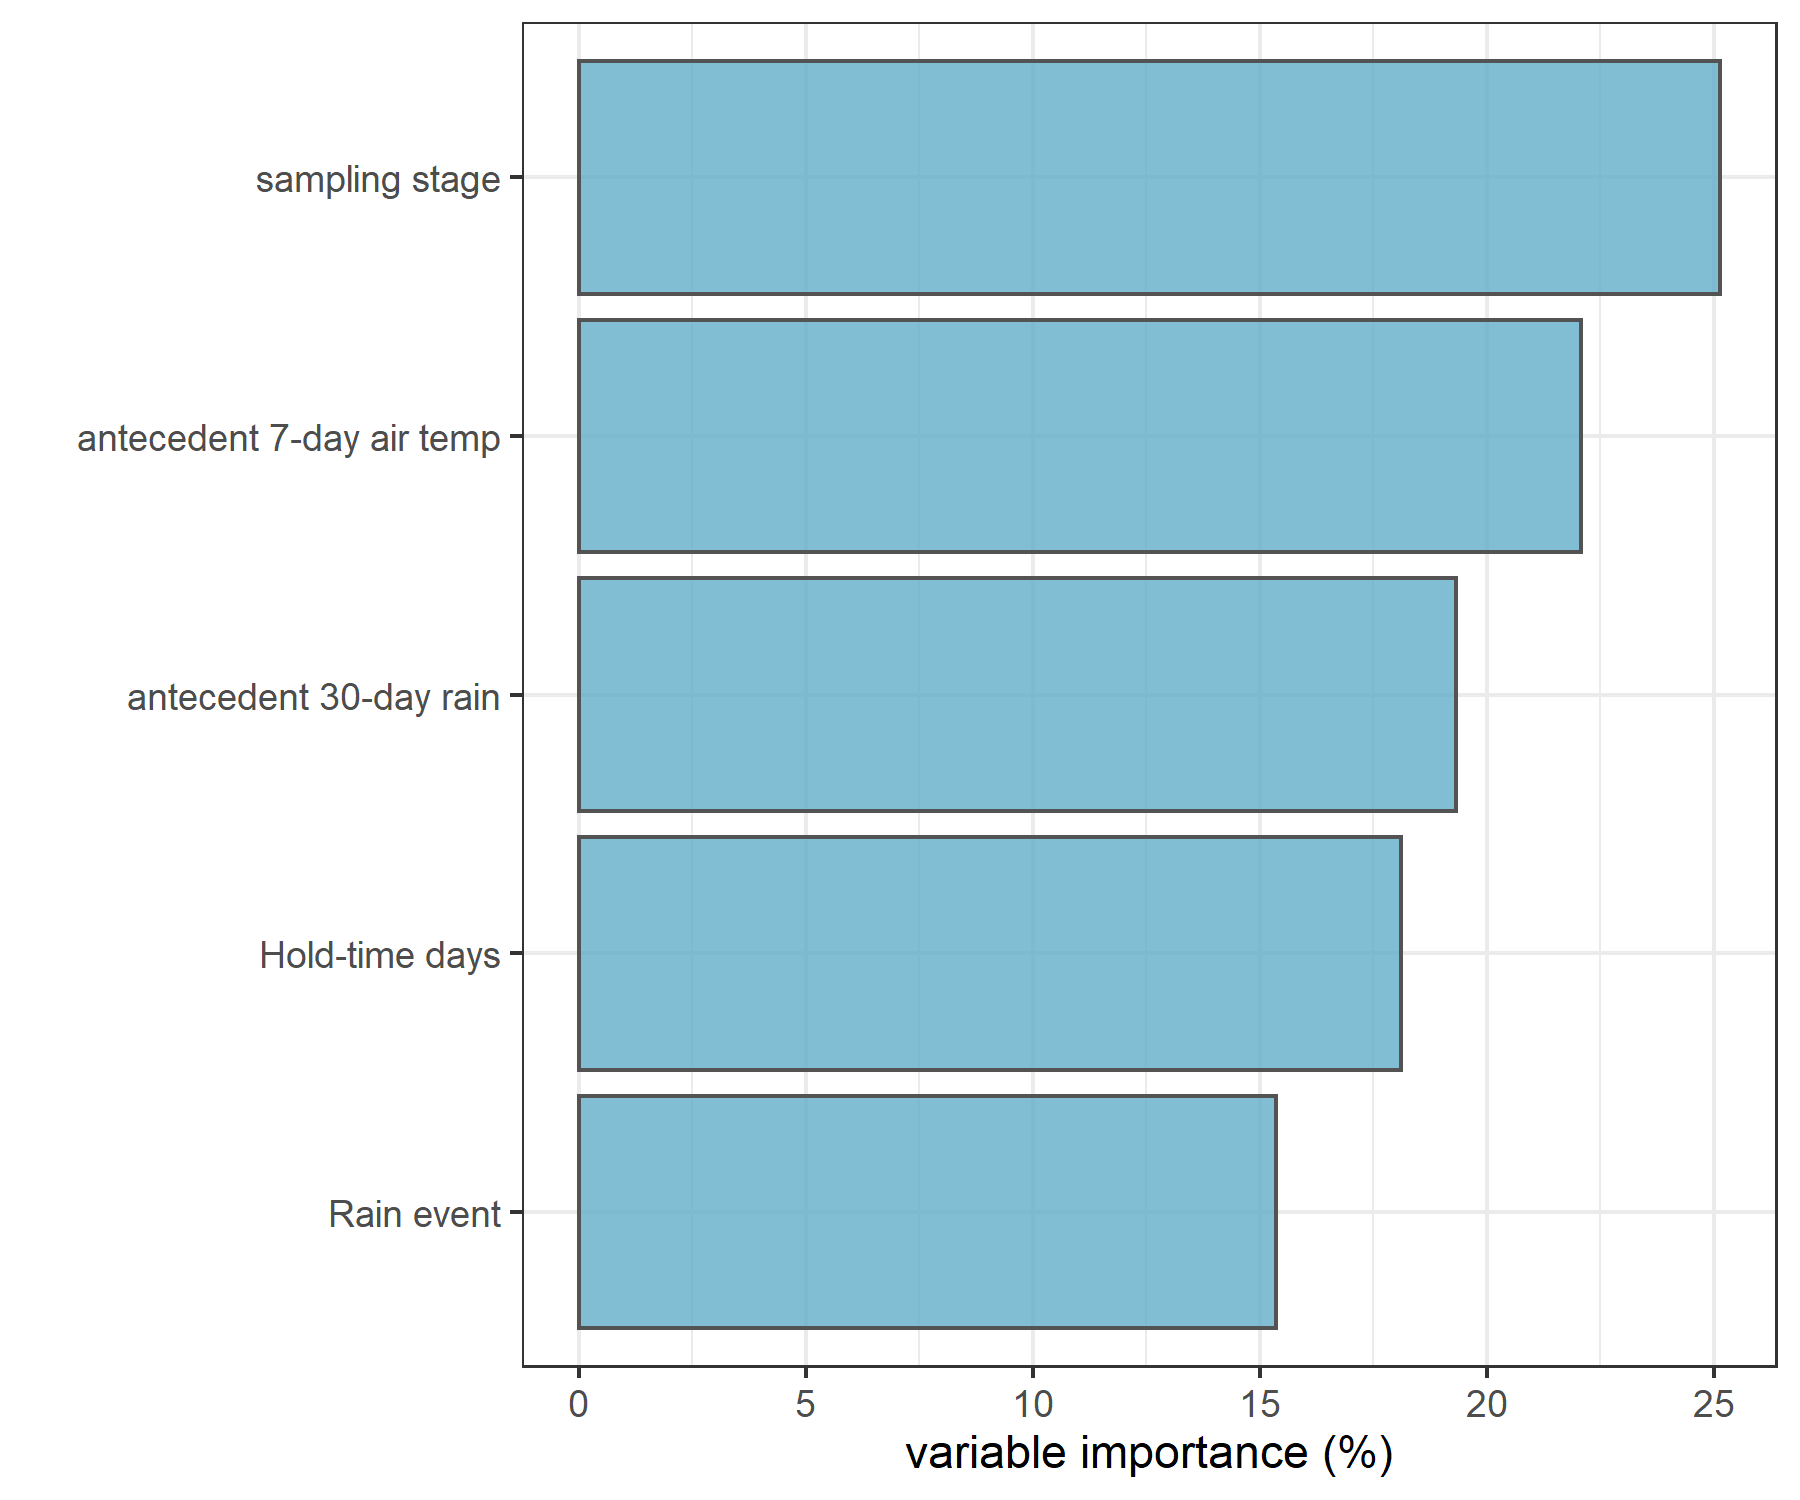 sampling stage
antecedent 7-day air temp
antecedent 30-day rain
Hold-time days
Rain event
0 5 10 15 20 25
variable importance (%)